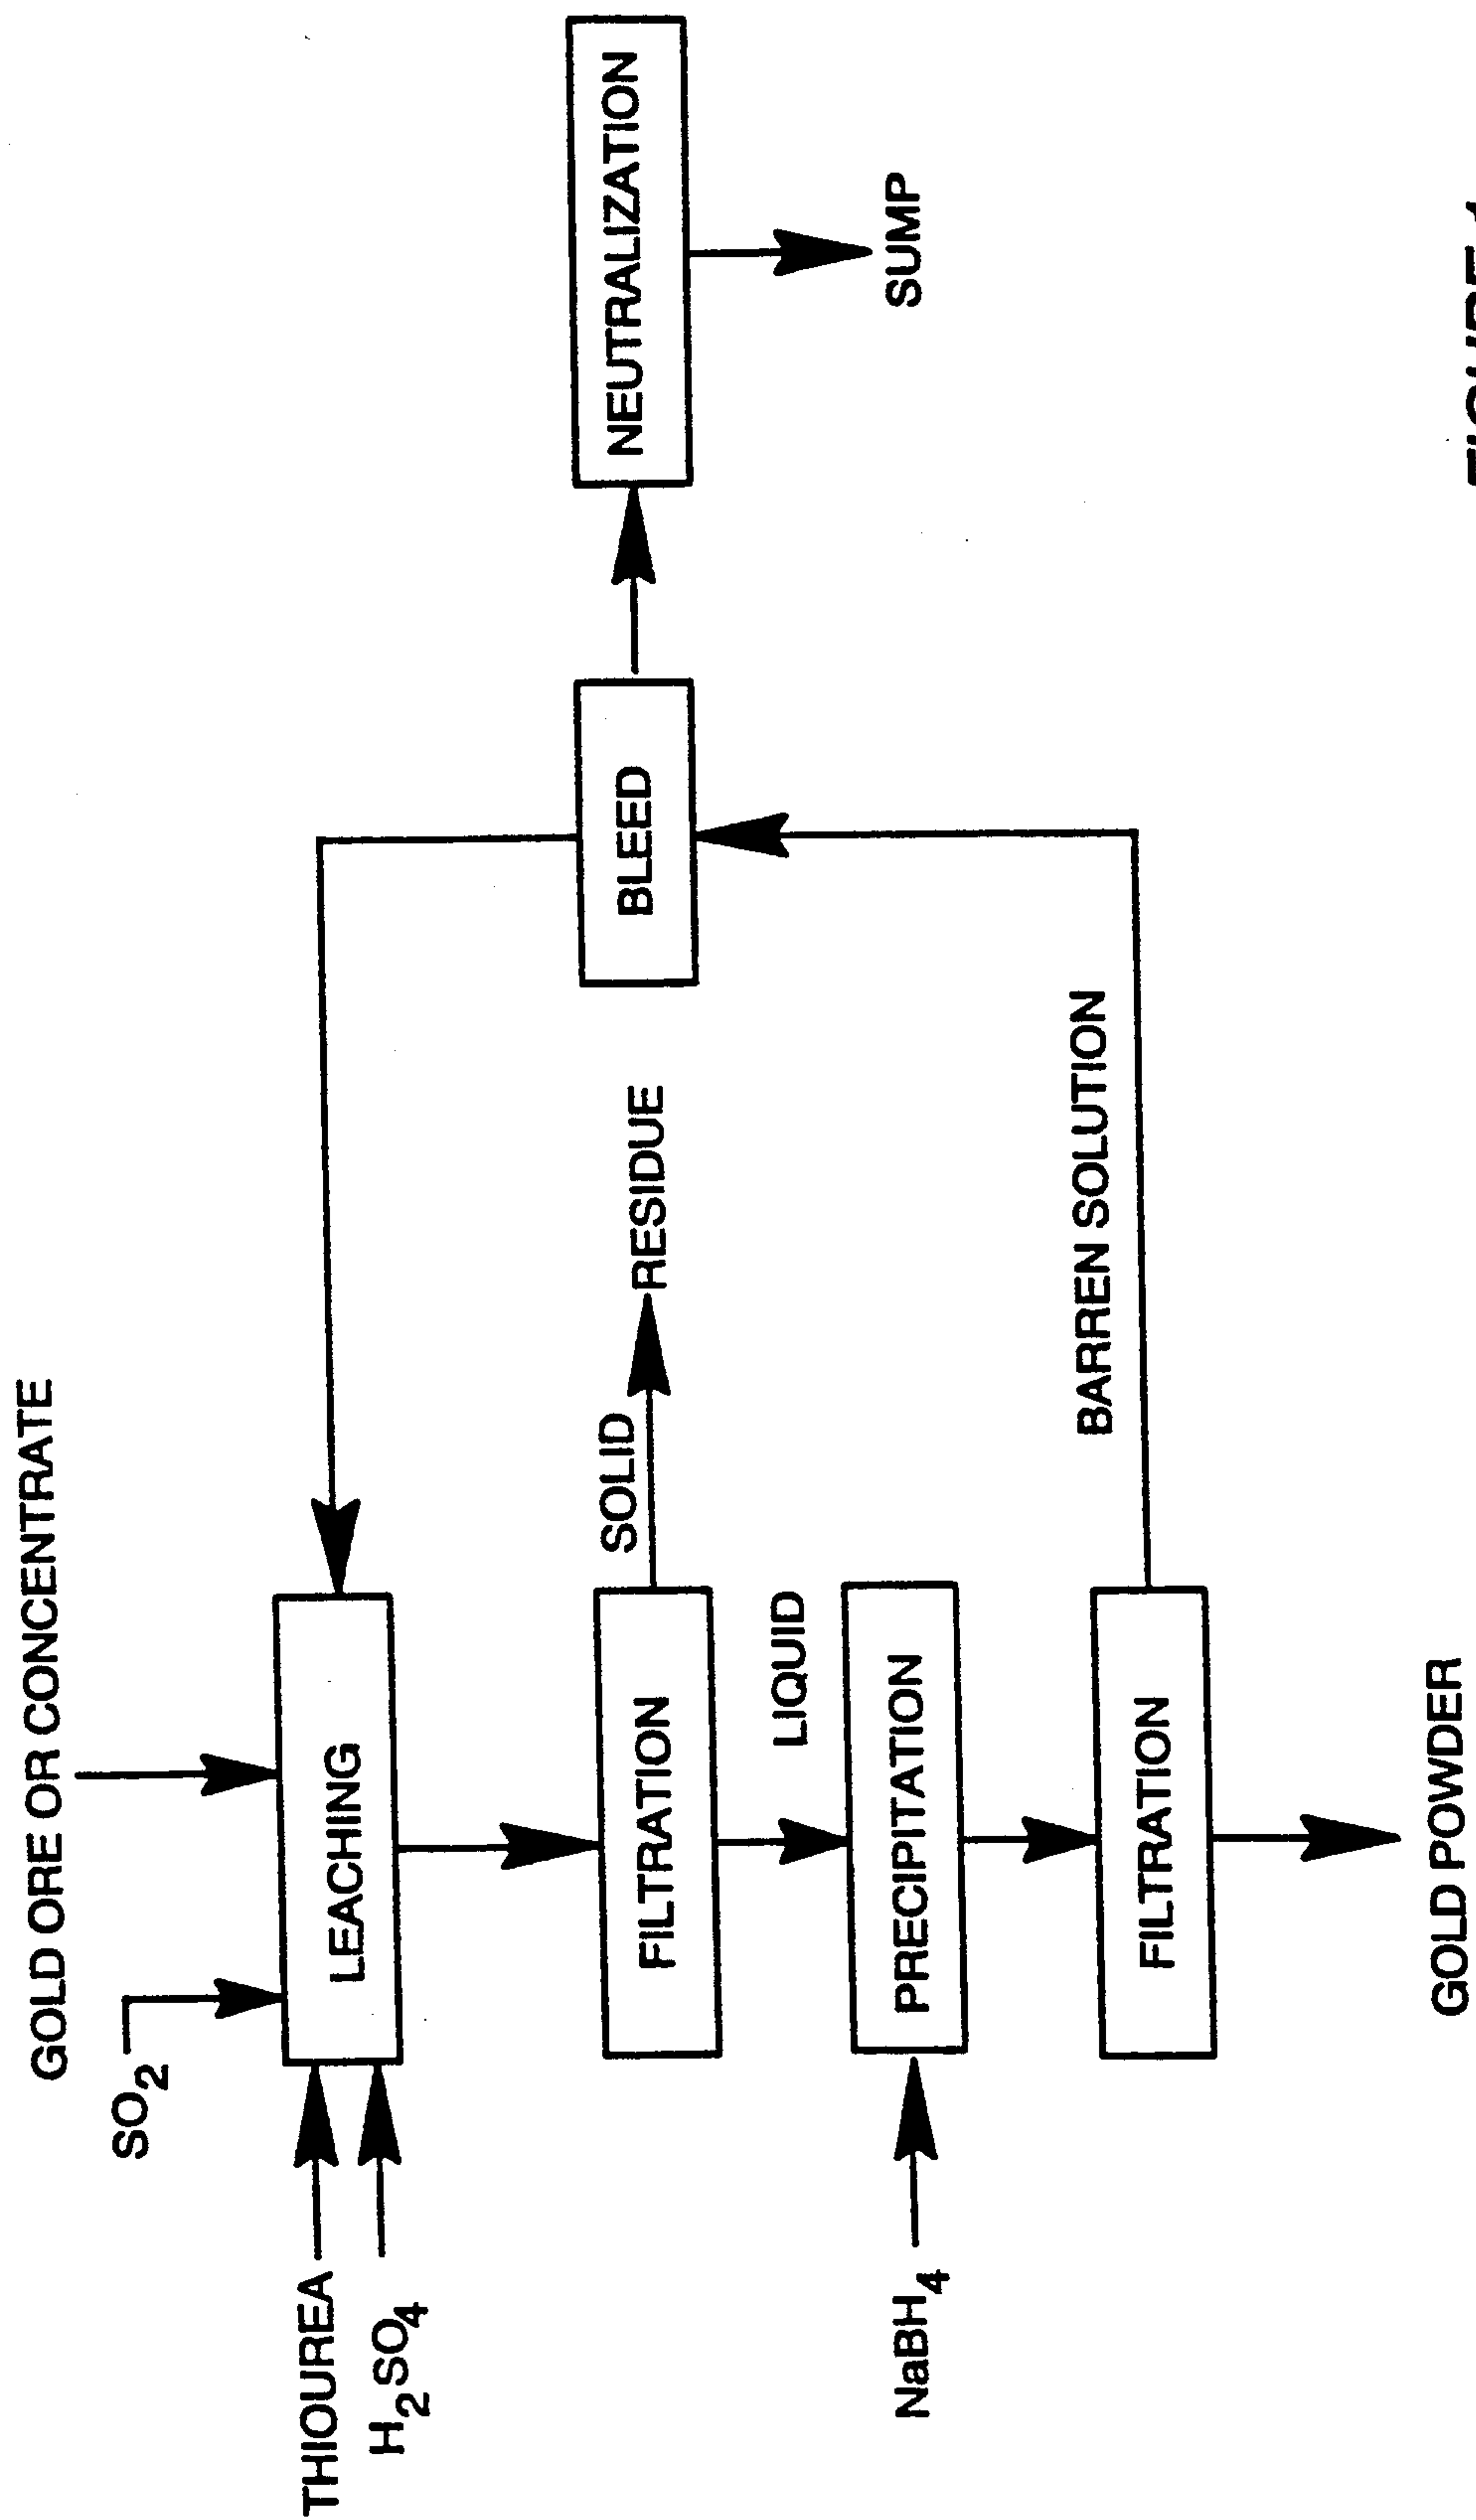 GOLD ORE OR CONCENTRATE
SO2
THIOUREA
H2SO4
LEACHING
FILTRATION
SOLID
RESIDUE
BLEED
NEUTRALIZATION
SUMP
LIQUID
NaBH4
PRECIPITATION
BARREN SOLUTION
FILTRATION
GOLD POWDER